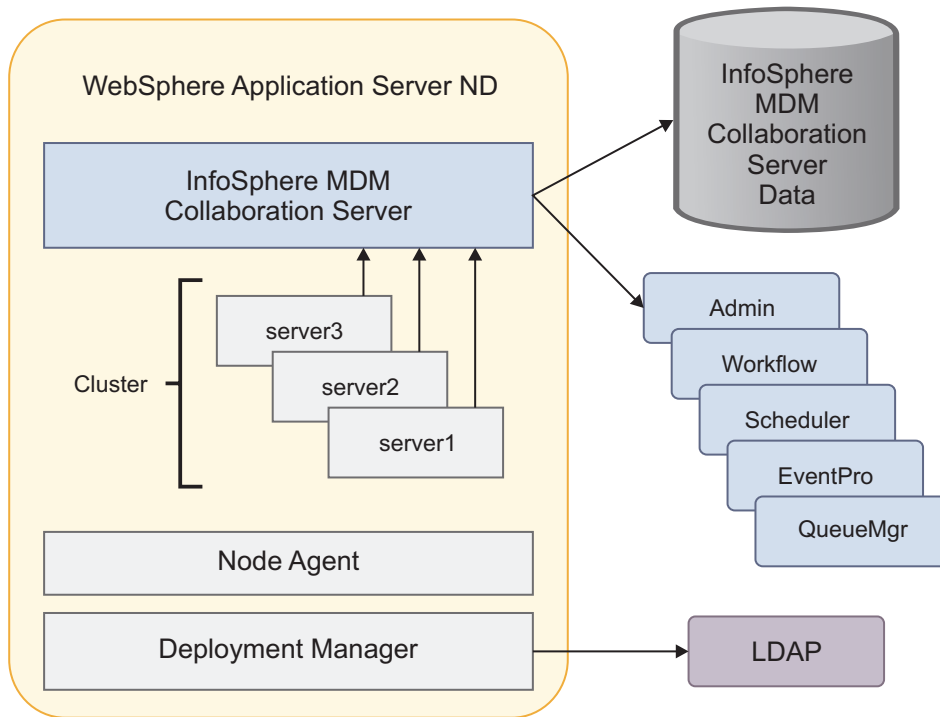 WebSphere Application Server ND
InfoSphere MDM
Collaboration Server
server3
server2
server1
Cluster
Node Agent
Deployment Manager
InfoSphere
MDM
Collaboration
Server
Data
Admin
Workflow
Scheduler
EventPro
QueueMgr
LDAP